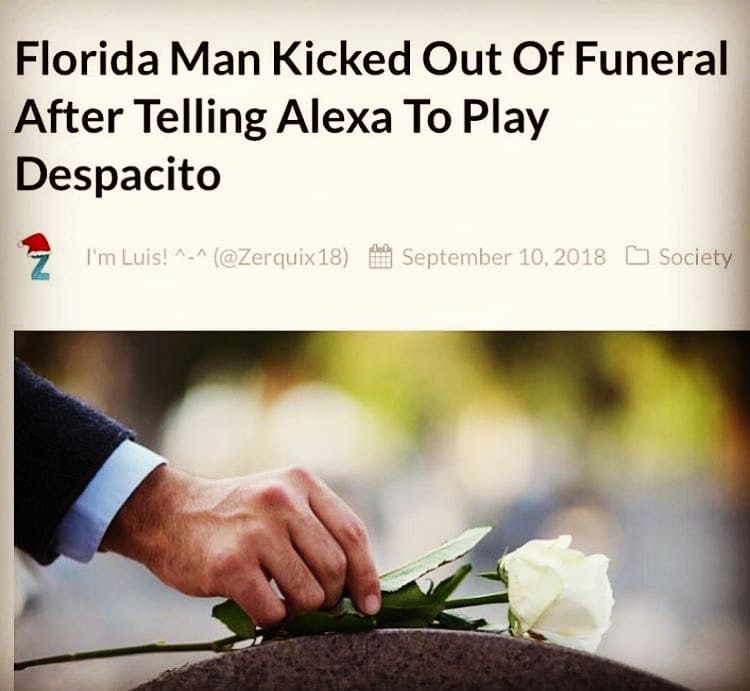 Florida Man Kicked Out Of Funeral
After Telling Alexa To Play
Despacito
I'm Luis! ^-^ (@Zerquix18) September 10, 2018 Society